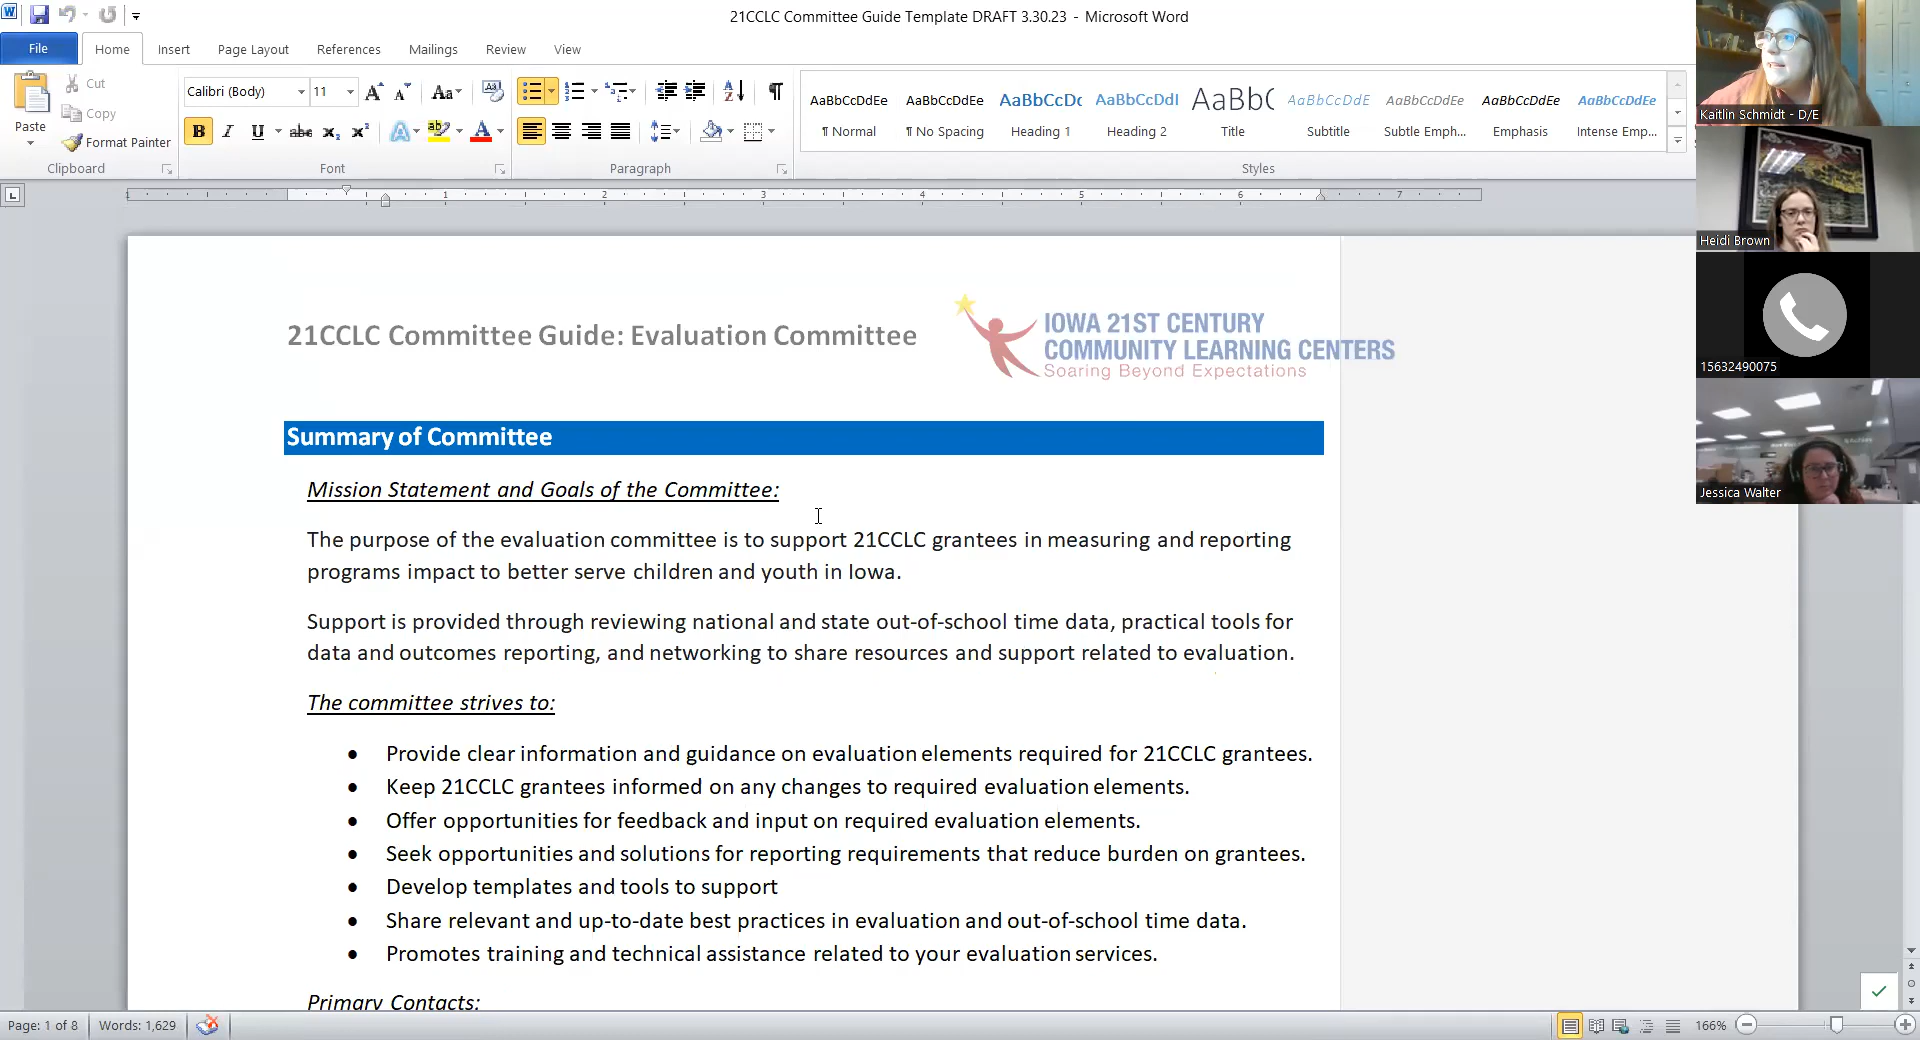 21CCLC Committee Guide Template DRAFT 3.30.23 - Microsoft Word
File Home Insert Page Layout References Mailings Review View
Paste
Cut
Copy
Format Painter
Clipboard
Calibri (Body) 11
Font
Paragraph
AaBbCcDdEe AaBbCcDdEe AaBbCcDc AaBbCcDdI AaBbC AaBbCcDdE AaBbCcDdEe AaBbCcDdEe AaBbCcDdEe
¶ Normal ¶ No Spacing Heading 1 Heading 2 Title Subtitle Subtle Emph... Emphasis Intense Emp...
Styles
1 2 3 4 5 6 7
Kaitlin Schmidt - D/E
Heidi Brown
15632490075
Jessica Walter
21CCLC Committee Guide: Evaluation Committee
IOWA 21ST CENTURY
COMMUNITY LEARNING CENTERS
Soaring Beyond Expectations
Summary of Committee
Mission Statement and Goals of the Committee:
The purpose of the evaluation committee is to support 21CCLC grantees in measuring and reporting
programs impact to better serve children and youth in Iowa.
Support is provided through reviewing national and state out-of-school time data, practical tools for
data and outcomes reporting, and networking to share resources and support related to evaluation.
The committee strives to:
• Provide clear information and guidance on evaluation elements required for 21CCLC grantees.
• Keep 21CCLC grantees informed on any changes to required evaluation elements.
• Offer opportunities for feedback and input on required evaluation elements.
• Seek opportunities and solutions for reporting requirements that reduce burden on grantees.
• Develop templates and tools to support
• Share relevant and up-to-date best practices in evaluation and out-of-school time data.
• Promotes training and technical assistance related to your evaluation services.
Primary Contacts:
Page: 1 of 8 Words: 1,629 166%